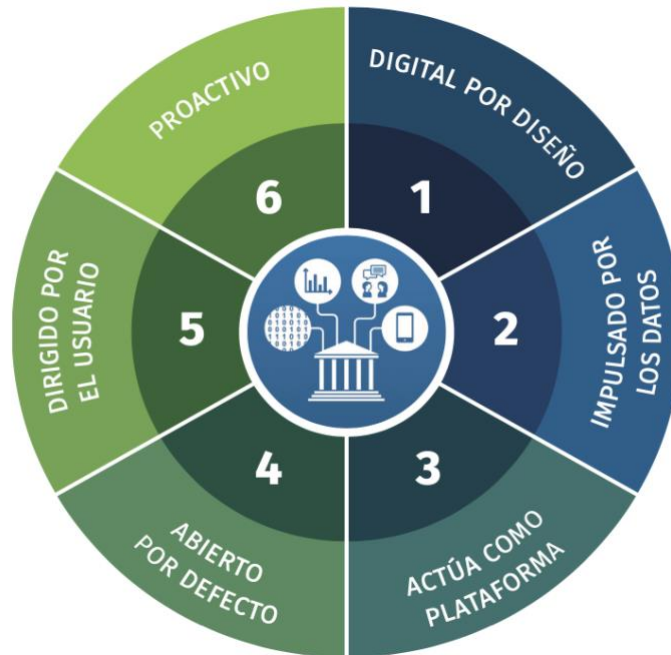 1
DIGITAL POR DISEÑO
2
IMPULSADO POR
LOS DATOS
3
ACTÚA COMO
PLATAFORMA
4
ABIERTO
POR DEFECTO
5
DIRIGIDO POR
EL USUARIO
6
PROACTIVO